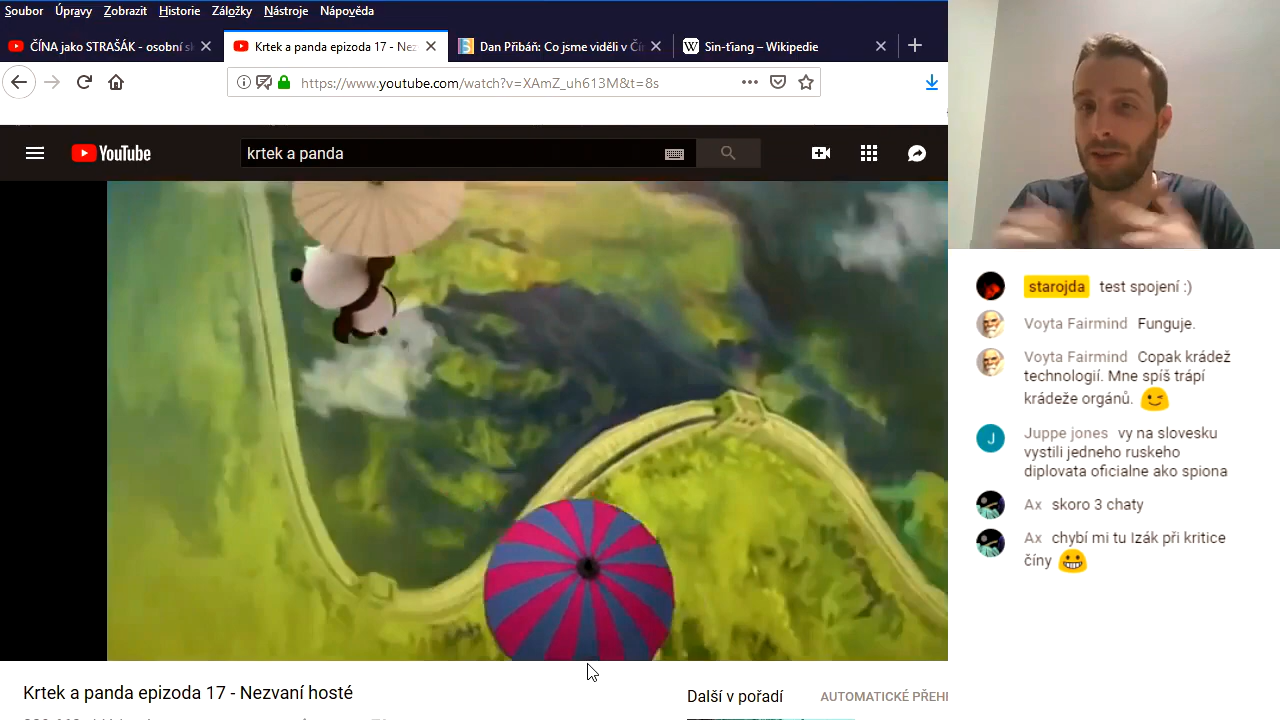 Soubor Úpravy Zobrazit Historie Záložky Nástroje Nápověda
ČÍNA jako STRAŠÁK - osobní
Krtek a panda epizoda 17 - Nez
Dan Přibáň: Co jsme viděli v Čí
Sin-ťiang – Wikipedie
https://www.youtube.com/watch?v=XAmZ_uh613M&t=8s
YouTube
krtek a panda
starojda test spojení :)
Voyta Fairmind Funguje.
Voyta Fairmind Copak krádež
technologií. Mne spíš trápí
krádeže orgánů. 😉
J
Juppe jones vy na slovesku
vystili jedneho ruskeho
diplovata oficialne ako spiona
Ax skoro 3 chaty
Ax chybí mi tu Izák při kritice
číny 😀
Krtek a panda epizoda 17 - Nezvaní hosté
Další v pořadí
AUTOMATICKÉ PŘEH